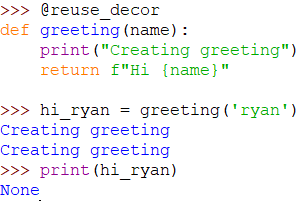 >>> @reuse_decor
def greeting(name):
    print("Creating greeting")
    return f"Hi {name}"

>>> hi_ryan = greeting('ryan')
Creating greeting
Creating greeting
>>> print(hi_ryan)
None